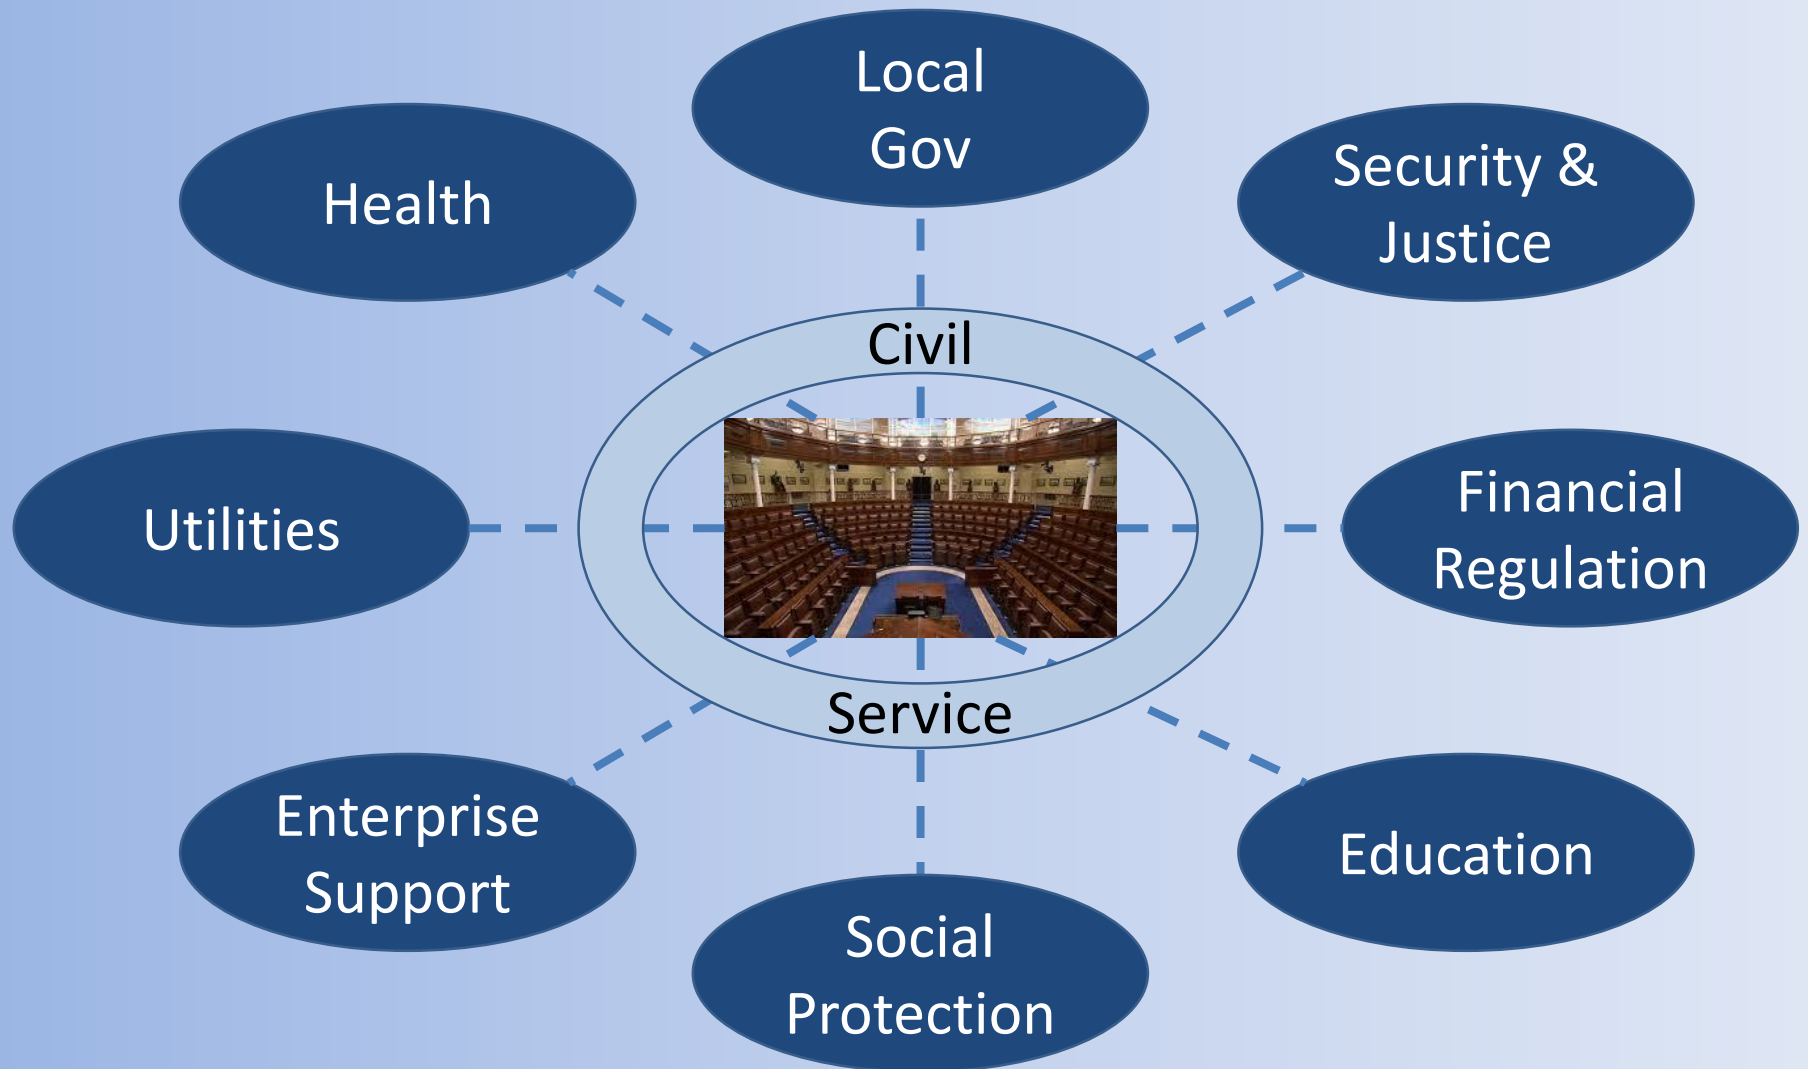 Local
Gov
Health
Security &
Justice
Civil
Utilities
Financial
Regulation
Service
Enterprise
Support
Education
Social
Protection